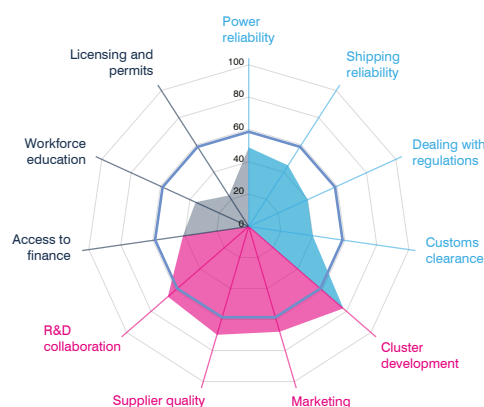 Power
reliability
Licensing and
permits
Shipping
reliability
100
80
60
40
20
0
Workforce
education
Dealing with
regulations
Access to
finance
Customs
clearance
R&D
collaboration
Cluster
development
Supplier quality
Marketing